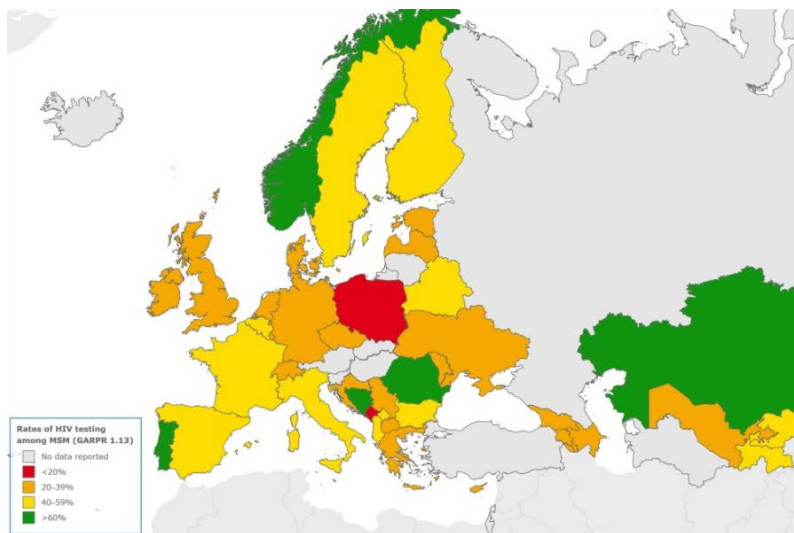 Rates of HIV testing
among MSM (GARPR 1.13)
No data reported
<20%
20-39%
40-59%
>60%